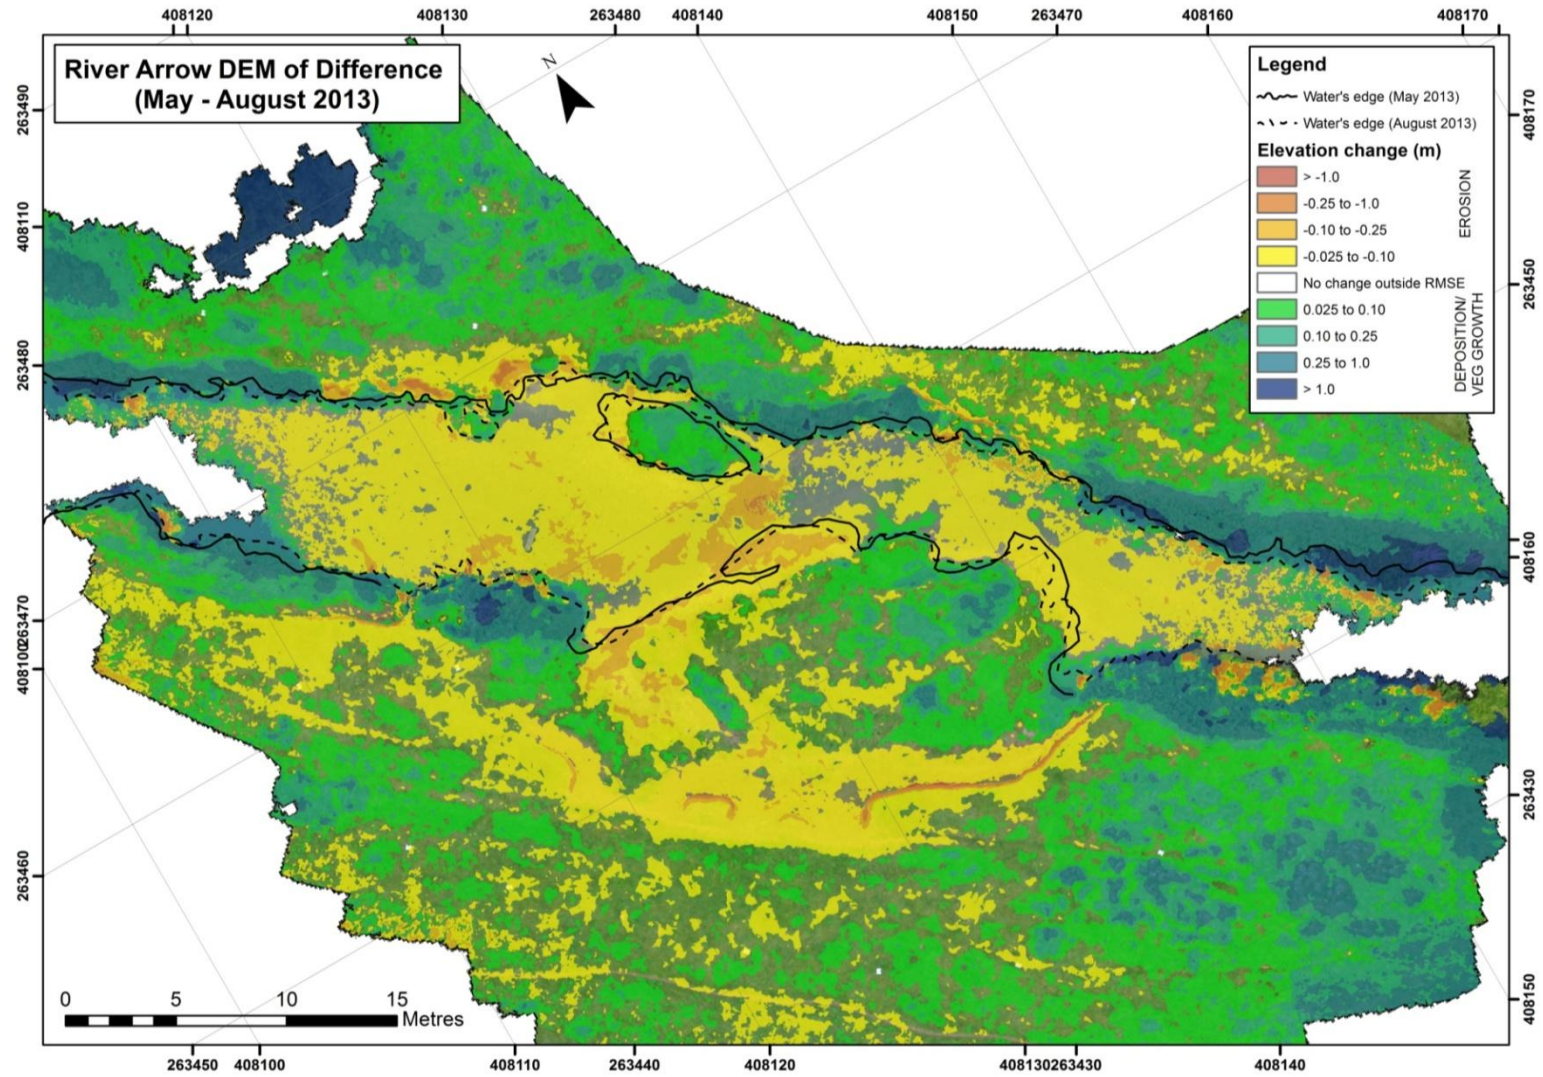 408120
408130
263480
408140
408150
263470
408160
408170
River Arrow DEM of Difference
(May - August 2013)
N
Legend
Water's edge (May 2013)
Water's edge (August 2013)
Elevation change (m)
> -1.0
-0.25 to -1.0
-0.10 to -0.25
-0.025 to -0.10
No change outside RMSE
0.025 to 0.10
0.10 to 0.25
0.25 to 1.0
> 1.0
EROSION
DEPOSITION/
VEG GROWTH
263490
408110
263480
263470
408100
263460
408170
263450
408160
263430
408150
0 5 10 15
Metres
263450
408100
408110
263440
408120
408130
263430
408140